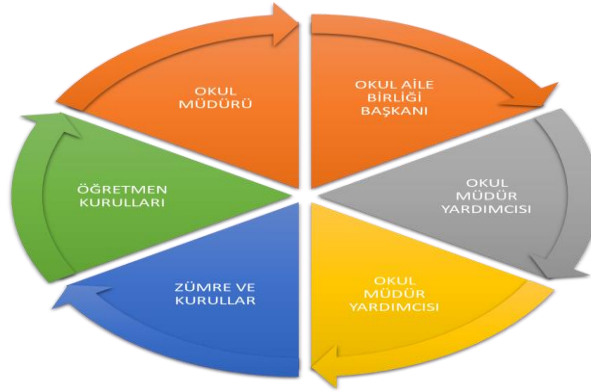 OKUL
MÜDÜRÜ
OKUL AİLE
BİRLİĞİ
BAŞKANI
OKUL
MÜDÜR
YARDIMCISI
OKUL
MÜDÜR
YARDIMCISI
ZÜMRE VE
KURULLAR
ÖĞRETMEN
KURULLARI